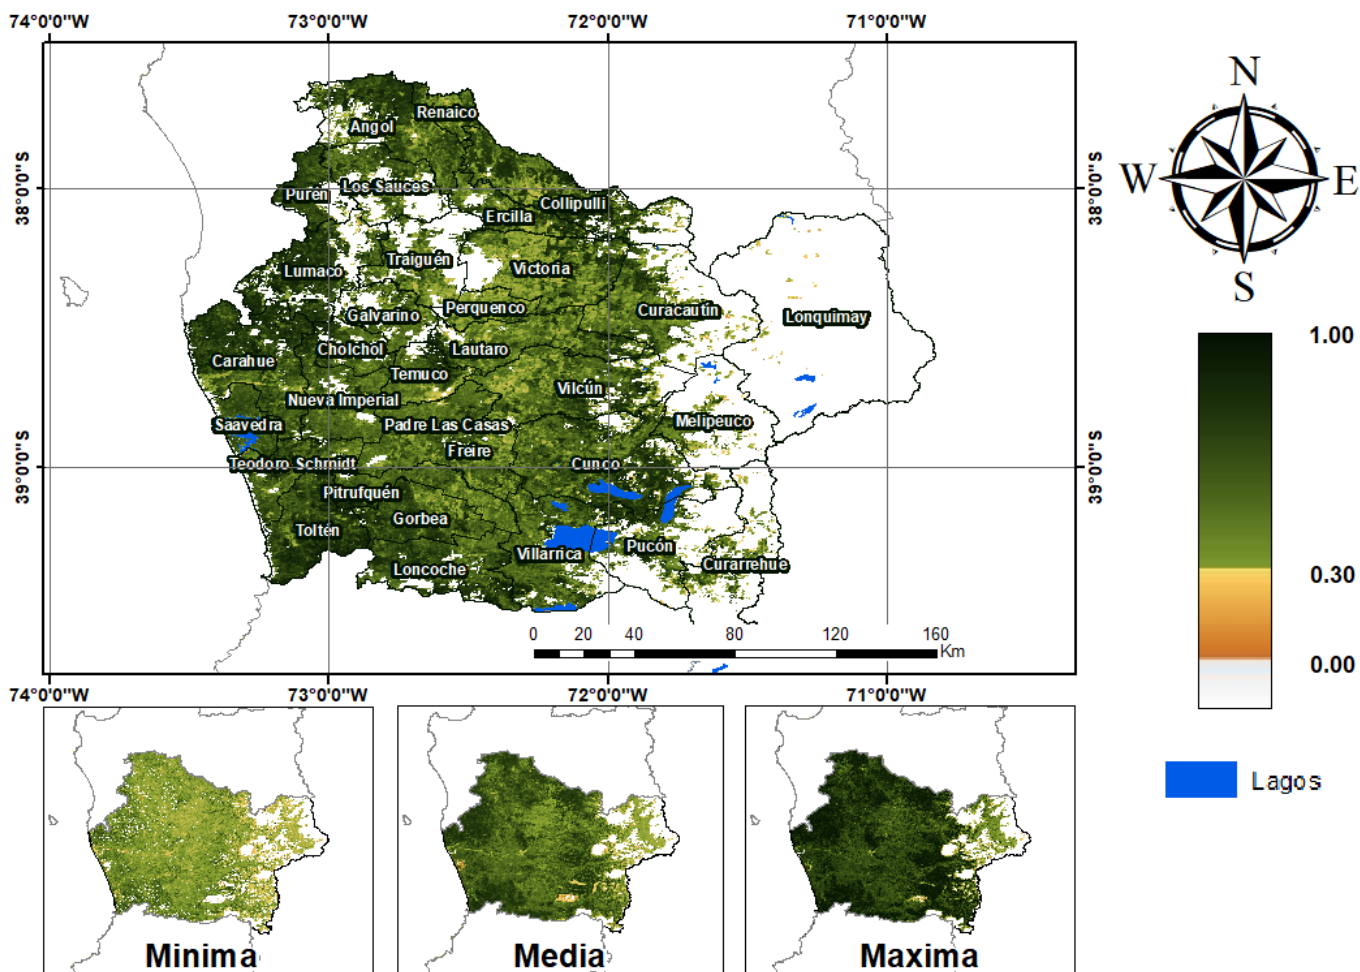 74°0'0"W 73°0'0"W 72°0'0"W 71°0'0"W
N
W E
S
38°0'0"S 38°0'0"S
39°0'0"S 39°0'0"S
Renaico
Angol
Los Sauces
Purén
Collipulli
Ercilla
Traiguén
Victoria
Lumaco
Curacautín
Lonquimay
Perquenco
Galvarino
Cholchol
Lautaro
Carahue
Temuco
Vilcún
Nueva Imperial
Saavedra
Padre Las Casas
Melipeuco
Freire
Teodoro Schmidt
Cunco
Pitrufquén
Gorbea
Toltén
Villarrica
Pucón
Curarrehue
Loncoche
0 20 40 80 120 160
Km
74°0'0"W 73°0'0"W 72°0'0"W 71°0'0"W
1.00
0.30
0.00
Lagos
Minima
Media
Maxima